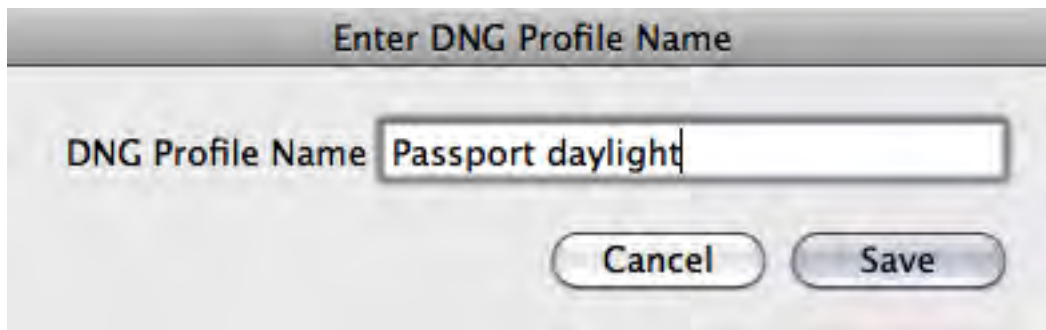 Enter DNG Profile Name
DNG Profile Name Passport daylight
Cancel Save